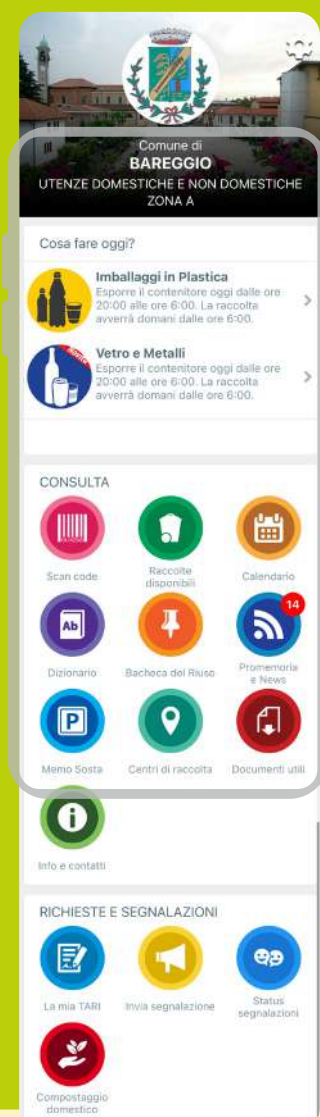 Comune di
BAREGGIO
UTENZE DOMESTICHE E NON DOMESTICHE
ZONA A
Cosa fare oggi?
Imballaggi in Plastica
Esporre il contenitore oggi dalle ore
20:00 alle ore 6:00. La raccolta
avverrà domani dalle ore 6:00.
novità
Vetro e Metalli
Esporre il contenitore oggi dalle ore
20:00 alle ore 6:00. La raccolta
avverrà domani dalle ore 6:00.
CONSULTA
Scan code
Raccolte
disponibili
Calendario
Ab
14
Dizionario
Bacheca del Riuso
Promemoria
e News
P
Memo Sosta
Centri di raccolta
Documenti utili
Info e contatti
RICHIESTE E SEGNALAZIONI
La mia TARI
Invia segnalazione
Status
segnalazioni
Compostaggio
domestico